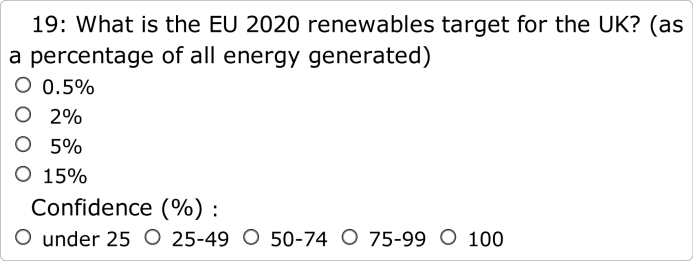 19: What is the EU 2020 renewables target for the UK? (as
a percentage of all energy generated)
0.5%
2%
5%
15%
Confidence (%) :
under 25 25-49 50-74 75-99 100